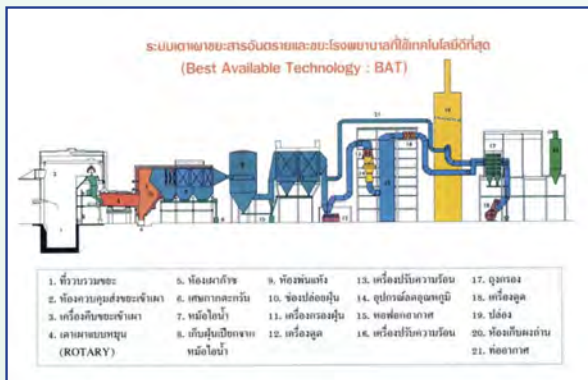 ระบบเตาเผาขยะสารอันตรายและขยะโรงพยาบาลที่ใช้เทคโนโลยีดีที่สุด
(Best Available Technology : BAT)
1. ที่รวบรวมขยะ
2. ห้องควบคุมส่งขยะเข้าเผา
3. เครื่องคีบขยะเข้าเผา
4. เตาเผาแบบหมุน
(ROTARY)
5. ห้องเผาก๊าซ
6. เศษกากตะกรัน
7. หม้อไอน้ำ
8. เก็บฝุ่นเปียกจาก
หม้อไอน้ำ
9. ห้องพ่นแห้ง
10. ช่องปล่อยฝุ่น
11. เครื่องกรองฝุ่น
12. เครื่องดูด
13. เครื่องปรับความร้อน
14. อุปกรณ์ลดอุณหภูมิ
15. หอฟอกอากาศ
16. เครื่องปรับความร้อน
17. ถุงกรอง
18. เครื่องดูด
19. ปล่อง
20. ห้องเก็บผงถ่าน
21. ท่ออากาศ